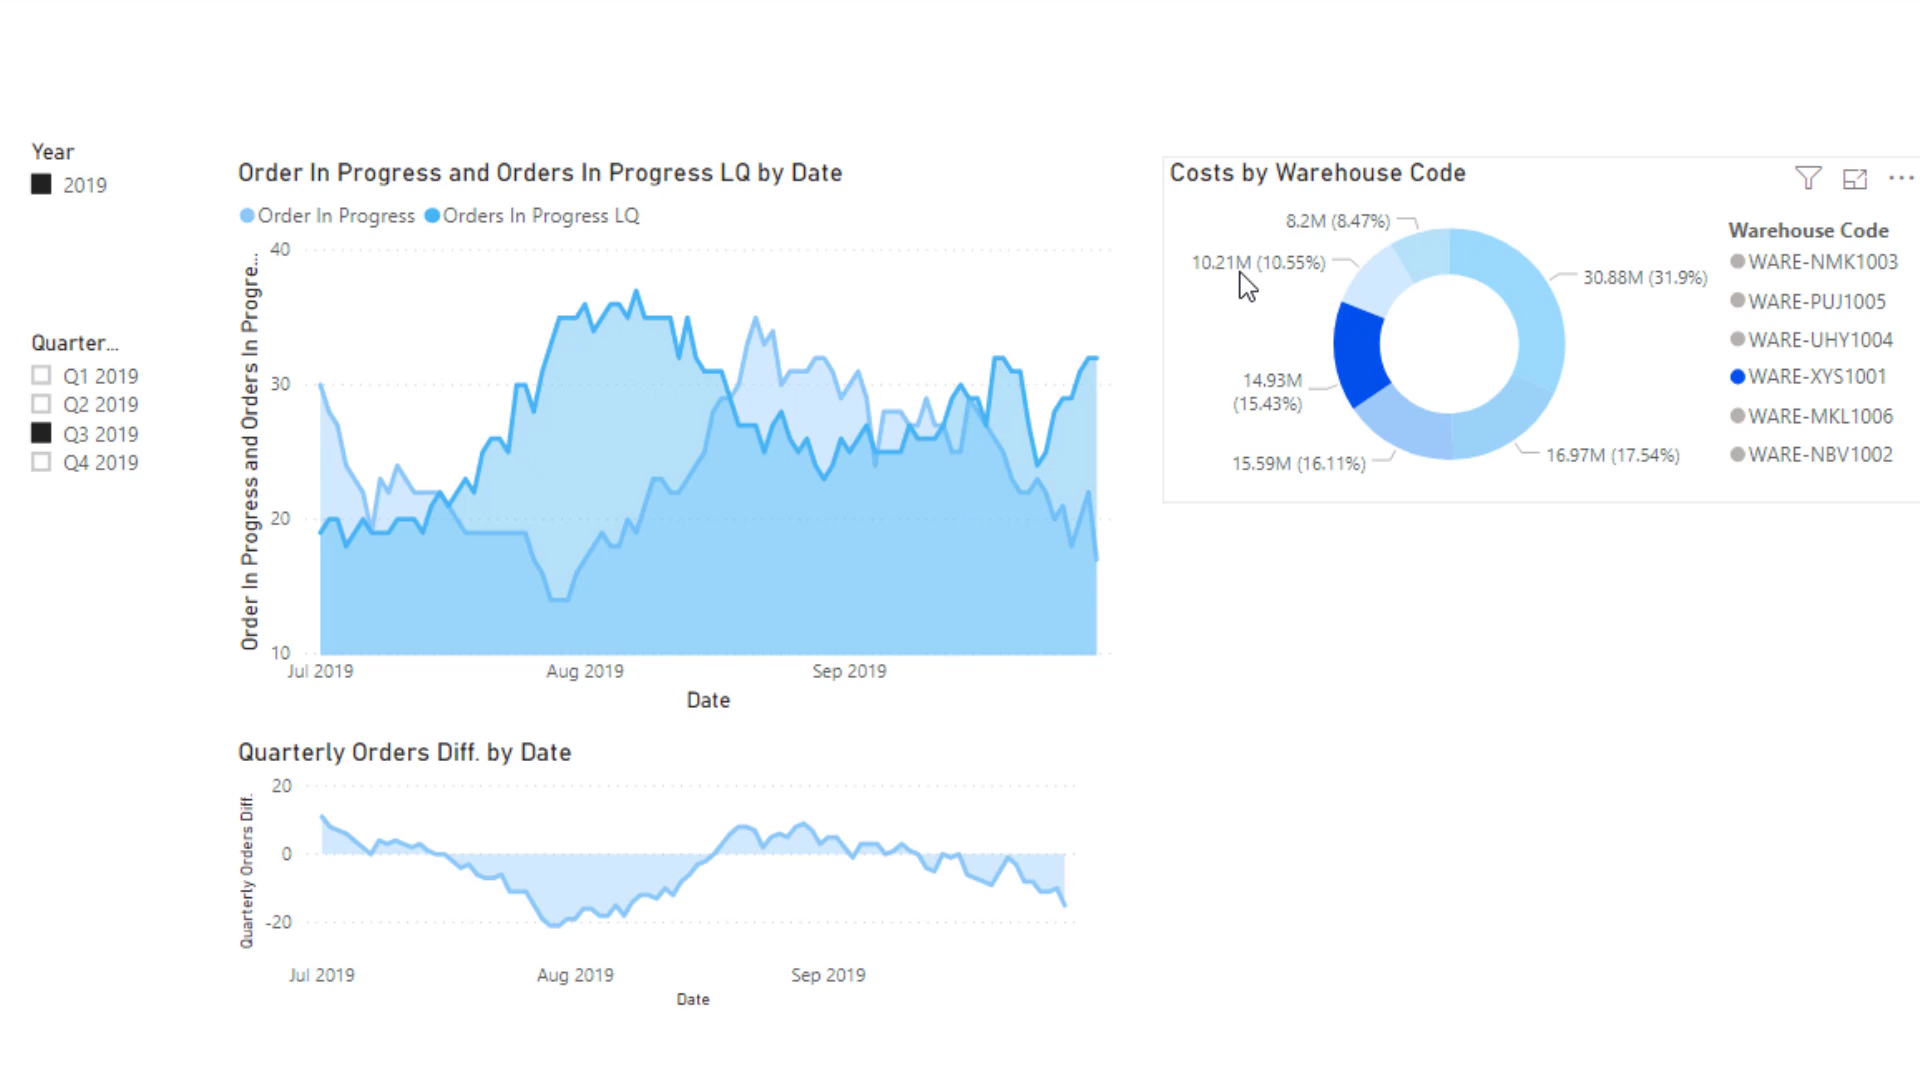 Year
2019
Quarter...
Q1 2019
Q2 2019
Q3 2019
Q4 2019
Order In Progress and Orders In Progress LQ by Date
Order In Progress
Orders In Progress LQ
Order In Progress and Orders In Progre...
40
30
20
10
Jul 2019
Aug 2019
Sep 2019
Date
Quarterly Orders Diff. by Date
Quarterly Orders Diff.
20
0
-20
Jul 2019
Aug 2019
Sep 2019
Date
Costs by Warehouse Code
8.2M (8.47%)
10.21M (10.55%)
30.88M (31.9%)
14.93M
(15.43%)
15.59M (16.11%)
16.97M (17.54%)
Warehouse Code
WARE-NMK1003
WARE-PUJ1005
WARE-UHY1004
WARE-XYS1001
WARE-MKL1006
WARE-NBV1002